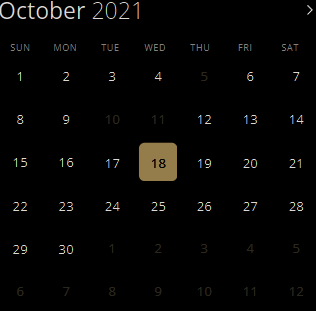 October 2021
SUN MON TUE WED THU FRI SAT
1 2 3 4 5 6 7
8 9 10 11 12 13 14
15 16 17 18 19 20 21
22 23 24 25 26 27 28
29 30 1 2 3 4 5
6 7 8 9 10 11 12